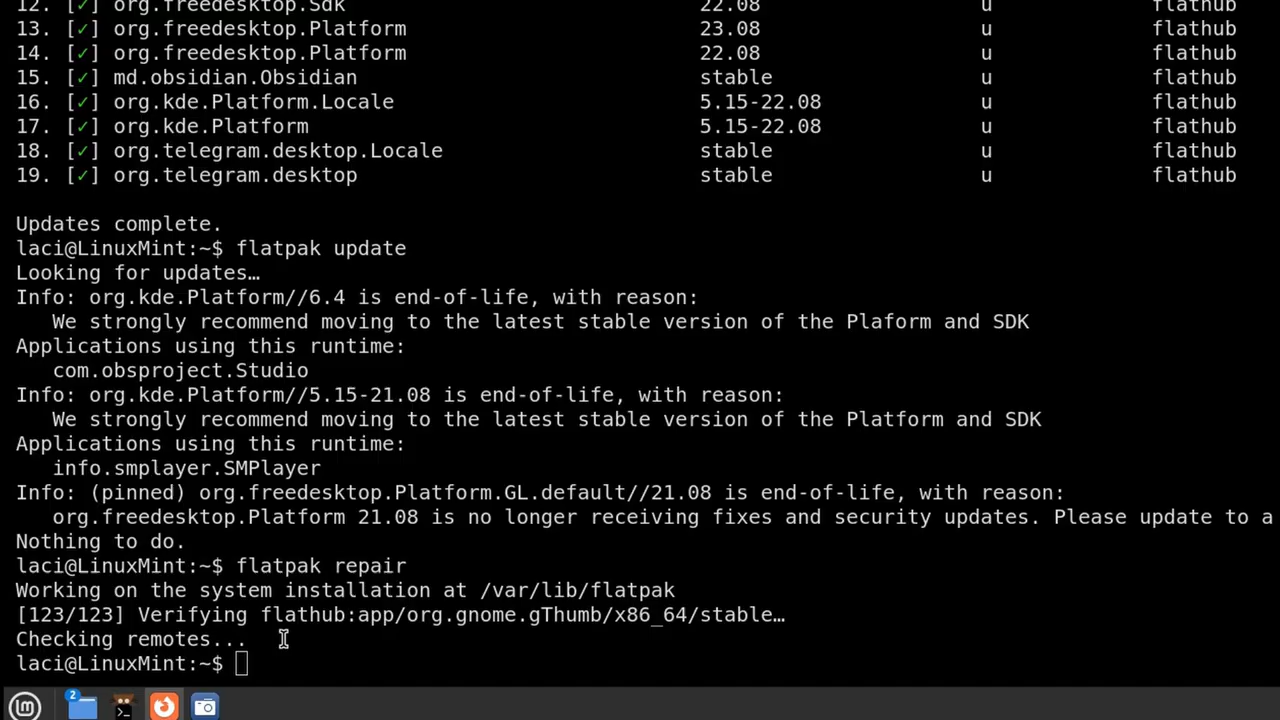 12. [✓] org.freedesktop.Sdk 22.08 u flathub
13. [✓] org.freedesktop.Platform 23.08 u flathub
14. [✓] org.freedesktop.Platform 22.08 u flathub
15. [✓] md.obsidian.Obsidian stable u flathub
16. [✓] org.kde.Platform.Locale 5.15-22.08 u flathub
17. [✓] org.kde.Platform 5.15-22.08 u flathub
18. [✓] org.telegram.desktop.Locale stable u flathub
19. [✓] org.telegram.desktop stable u flathub
Updates complete.
laci@LinuxMint:~$ flatpak update
Looking for updates…
Info: org.kde.Platform//6.4 is end-of-life, with reason:
We strongly recommend moving to the latest stable version of the Plaform and SDK
Applications using this runtime:
com.obsproject.Studio
Info: org.kde.Platform//5.15-21.08 is end-of-life, with reason:
We strongly recommend moving to the latest stable version of the Platform and SDK
Applications using this runtime:
info.smplayer.SMPlayer
Info: (pinned) org.freedesktop.Platform.GL.default//21.08 is end-of-life, with reason:
org.freedesktop.Platform 21.08 is no longer receiving fixes and security updates. Please update to a
Nothing to do.
laci@LinuxMint:~$ flatpak repair
Working on the system installation at /var/lib/flatpak
[123/123] Verifying flathub:app/org.gnome.gThumb/x86_64/stable…
Checking remotes...
laci@LinuxMint:~$
2